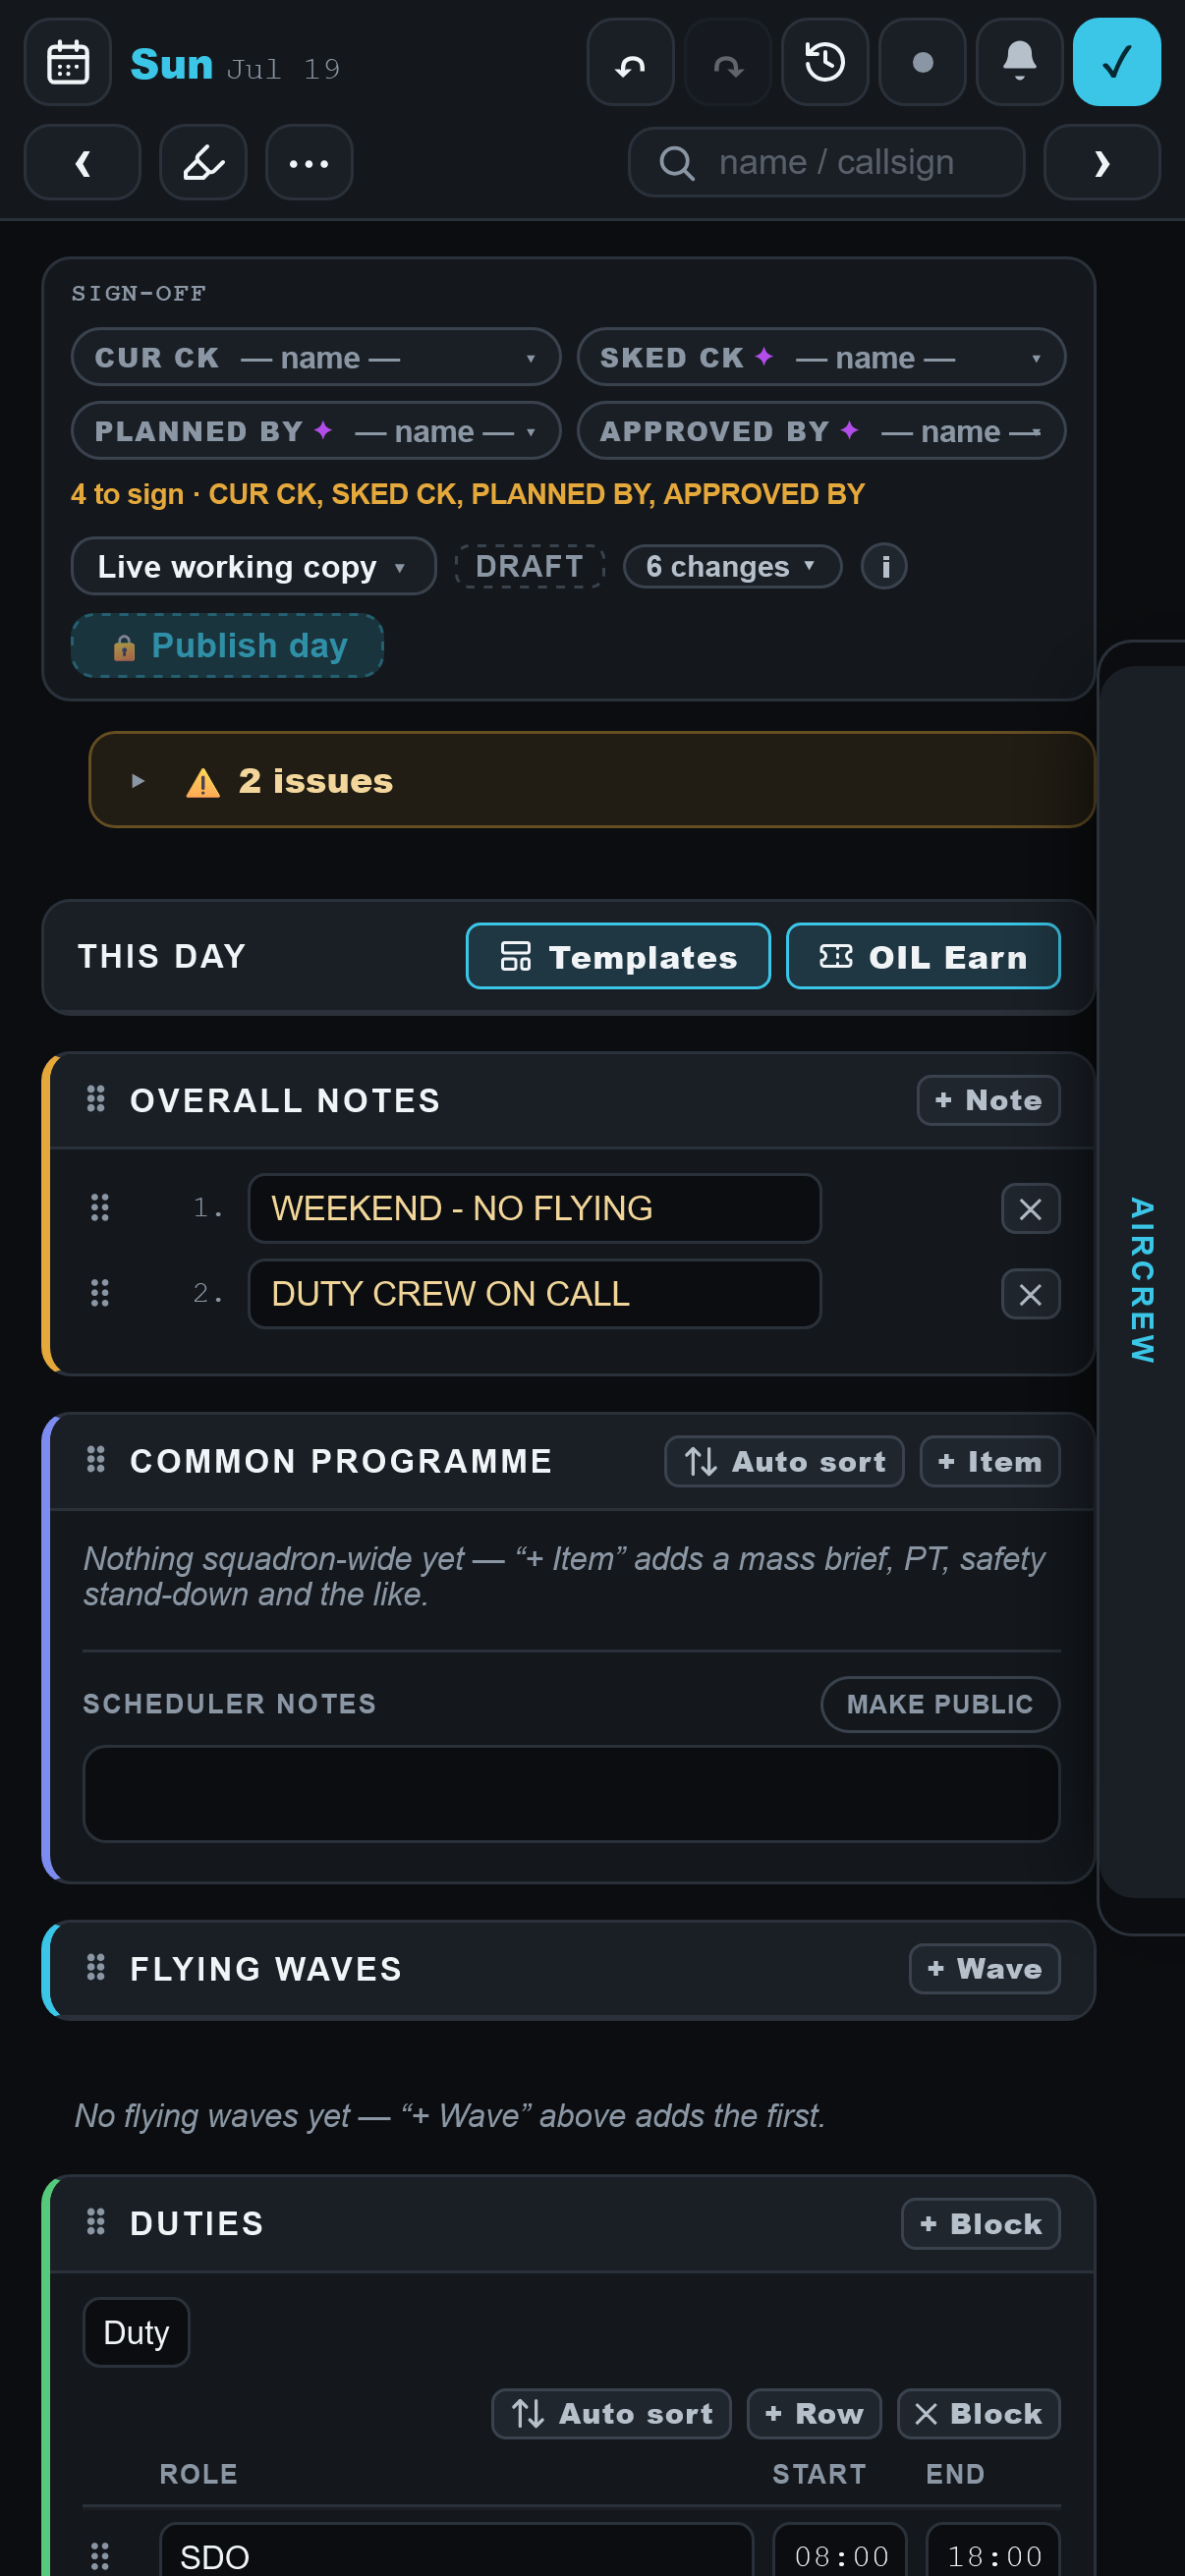 Sun Jul 19
name / callsign
SIGN-OFF
CUR CK — name —
SKED CK — name —
PLANNED BY — name —
APPROVED BY — name —
4 to sign · CUR CK, SKED CK, PLANNED BY, APPROVED BY
Live working copy DRAFT 6 changes i
Publish day
2 issues
THIS DAY Templates OIL Earn
OVERALL NOTES + Note
1. WEEKEND - NO FLYING
2. DUTY CREW ON CALL
AIRCREW
COMMON PROGRAMME Auto sort + Item
Nothing squadron-wide yet — “+ Item” adds a mass brief, PT, safety
stand-down and the like.
SCHEDULER NOTES MAKE PUBLIC
FLYING WAVES + Wave
No flying waves yet — “+ Wave” above adds the first.
DUTIES + Block
Duty
Auto sort + Row × Block
ROLE START END
SDO 08:00 18:00